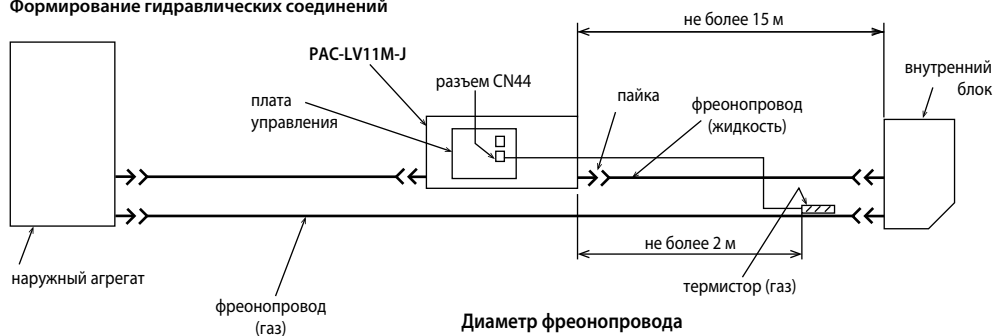 Формирование гидравлических соединений
не более 15 м
PAC-LV11M-J
разъем CN44
внутренний
блок
плата
управления
пайка
фреонопровод
(жидкость)
не более 2 м
наружный агрегат
термистор (газ)
фреонопровод
(газ)
Диаметр фреонопровода